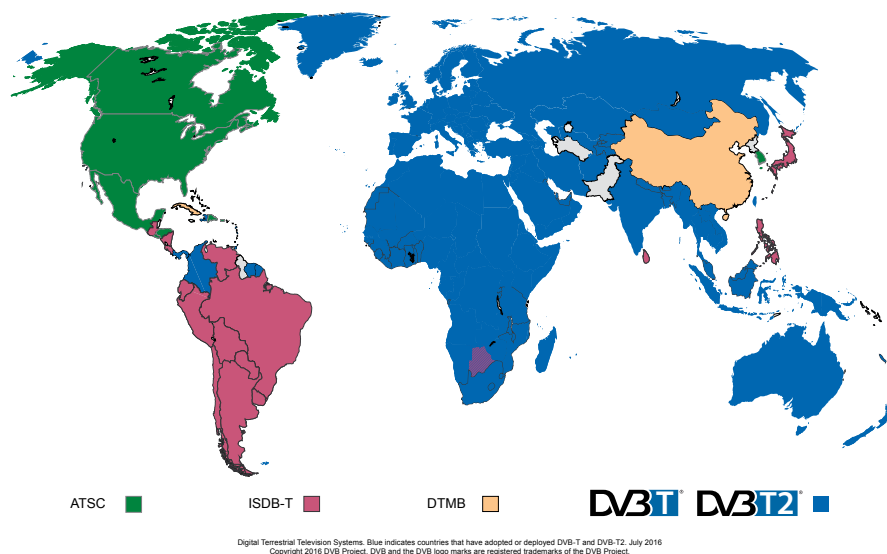 ATSC ISDB-T DTMB DVB T® DVB T2®
Digital Terrestrial Television Systems. Blue indicates countries that have adopted or deployed DVB-T and DVB-T2. July 2016
Copyright 2016 DVB Project. DVB and the DVB logo marks are registered trademarks of the DVB Project.